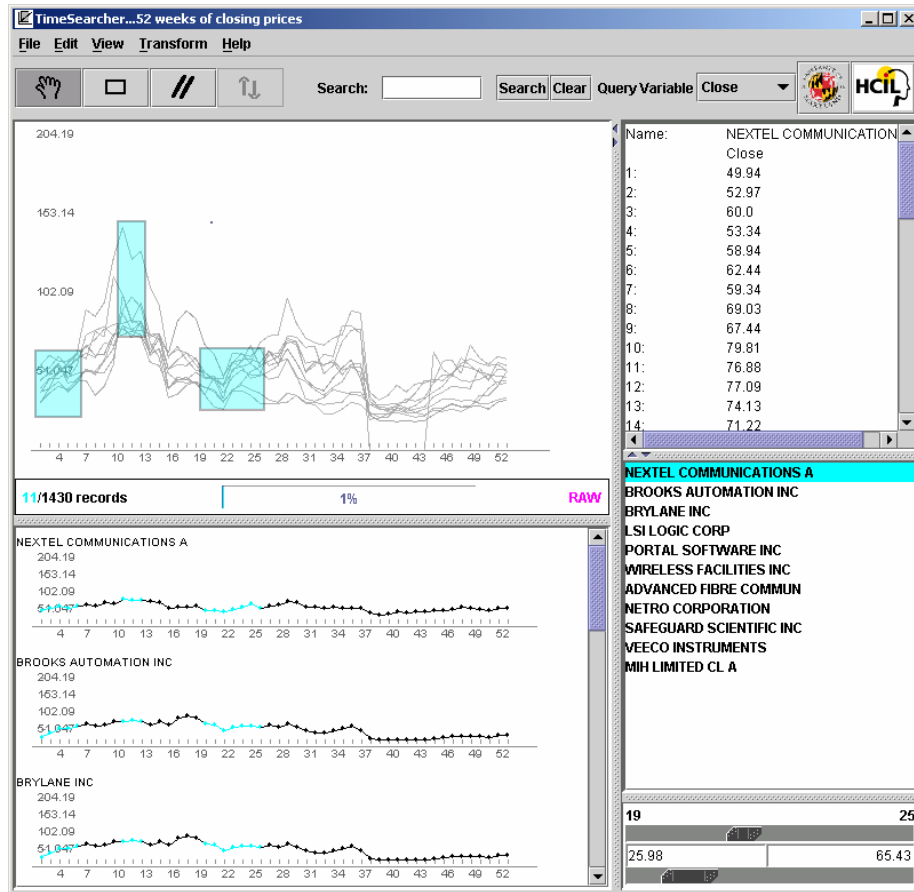 TimeSearcher...52 weeks of closing prices
File Edit View Transform Help
Search: Search Clear Query Variable Close
HCIL
204.19
153.14
102.09
51.047
4 7 10 13 16 19 22 25 28 31 34 37 40 43 46 49 52
11/1430 records 1% RAW
NEXTEL COMMUNICATIONS A
204.19
153.14
102.09
51.047
4 7 10 13 16 19 22 25 28 31 34 37 40 43 46 49 52
BROOKS AUTOMATION INC
204.19
153.14
102.09
51.047
4 7 10 13 16 19 22 25 28 31 34 37 40 43 46 49 52
BRYLANE INC
204.19
153.14
102.09
51.047
4 7 10 13 16 19 22 25 28 31 34 37 40 43 46 49 52
Name: NEXTEL COMMUNICATION
Close
1: 49.94
2: 52.97
3: 60.0
4: 53.34
5: 58.94
6: 62.44
7: 59.34
8: 69.03
9: 67.44
10: 79.81
11: 76.88
12: 77.09
13: 74.13
14: 71.22
NEXTEL COMMUNICATIONS A
BROOKS AUTOMATION INC
BRYLANE INC
LSI LOGIC CORP
PORTAL SOFTWARE INC
WIRELESS FACILITIES INC
ADVANCED FIBRE COMMUN
NETRO CORPORATION
SAFEGUARD SCIENTIFIC INC
VEECO INSTRUMENTS
MIH LIMITED CL A
19 25
25.98 65.43